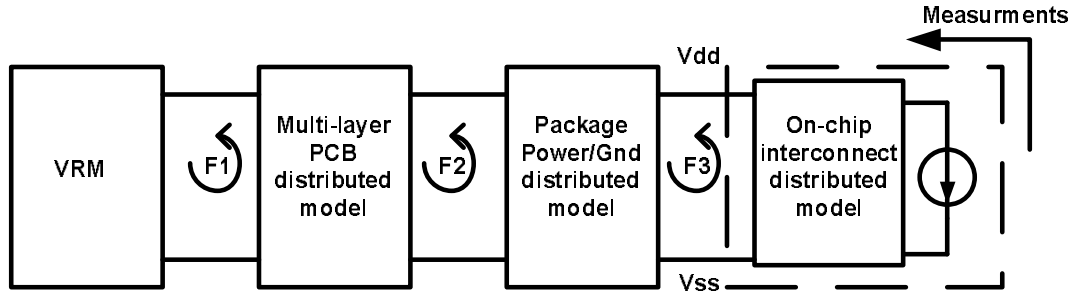 Measurments
Vdd
VRM
F1
Multi-layer
PCB
distributed
model
F2
Package
Power/Gnd
distributed
model
F3
On-chip
interconnect
distributed
model
Vss